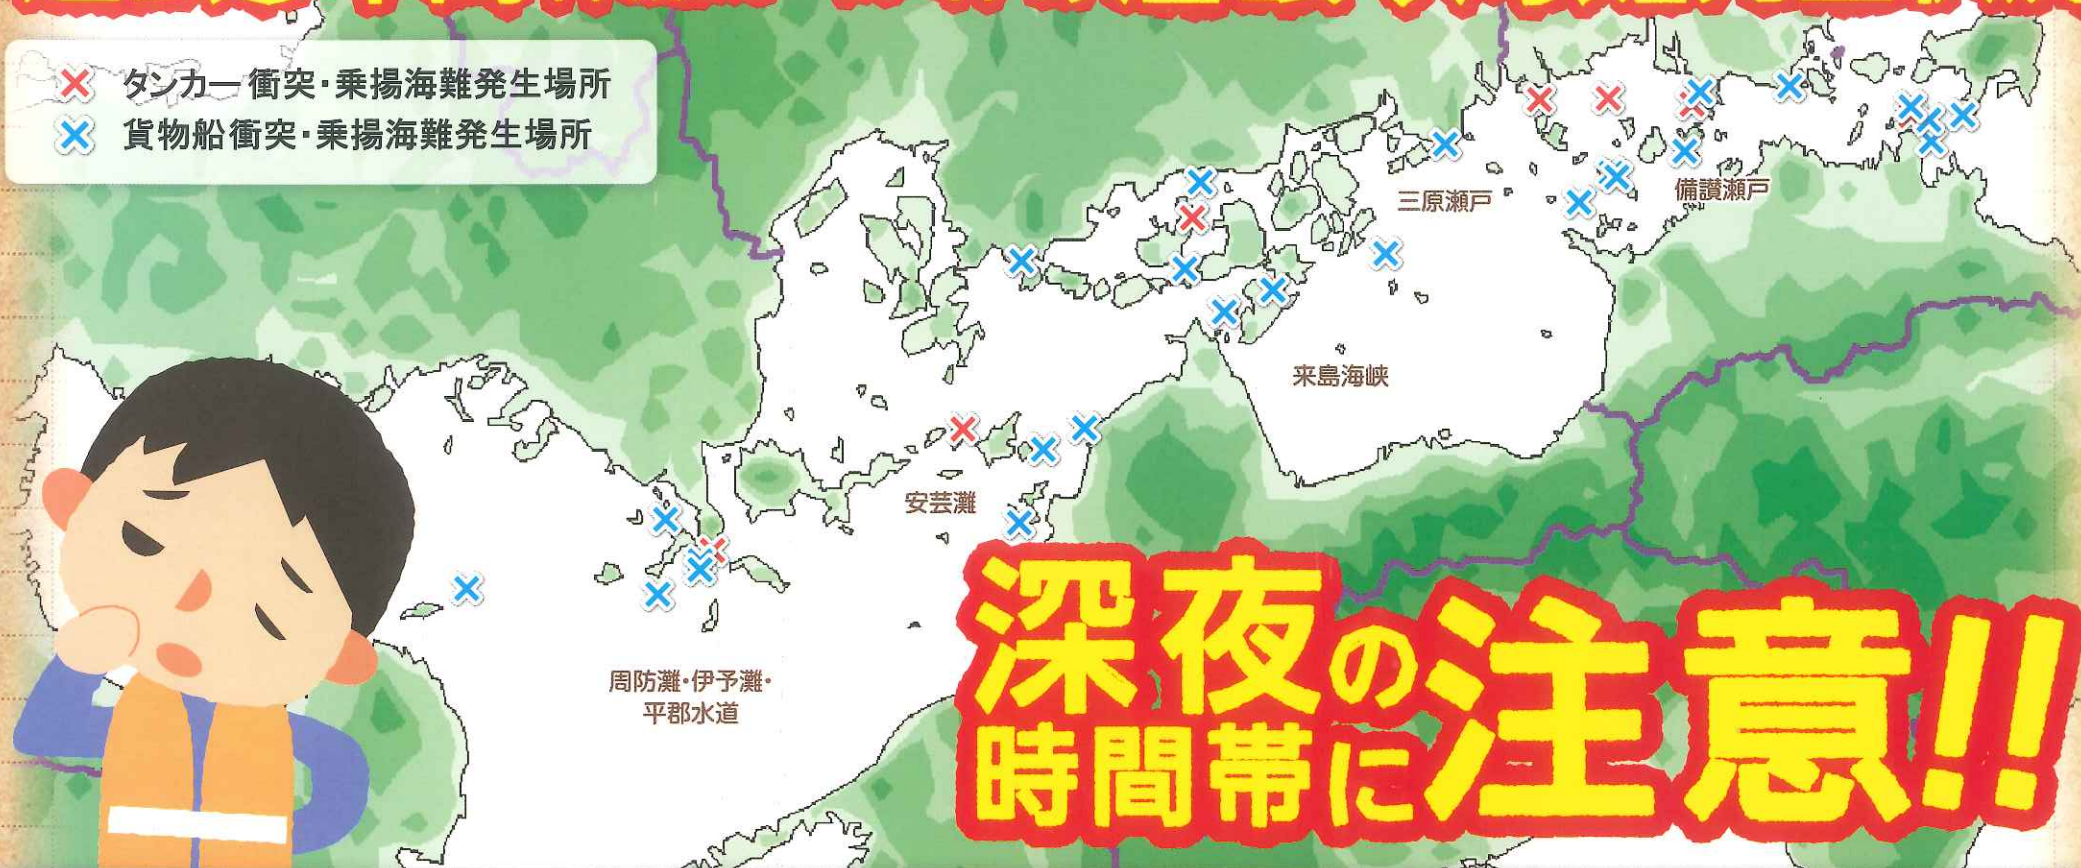 タンカー衝突・乗揚海難発生場所
貨物船衝突・乗揚海難発生場所
備讃瀬戸
三原瀬戸
来島海峡
安芸灘
周防灘・伊予灘・
平郡水道
深夜の
時間帯に注意!!